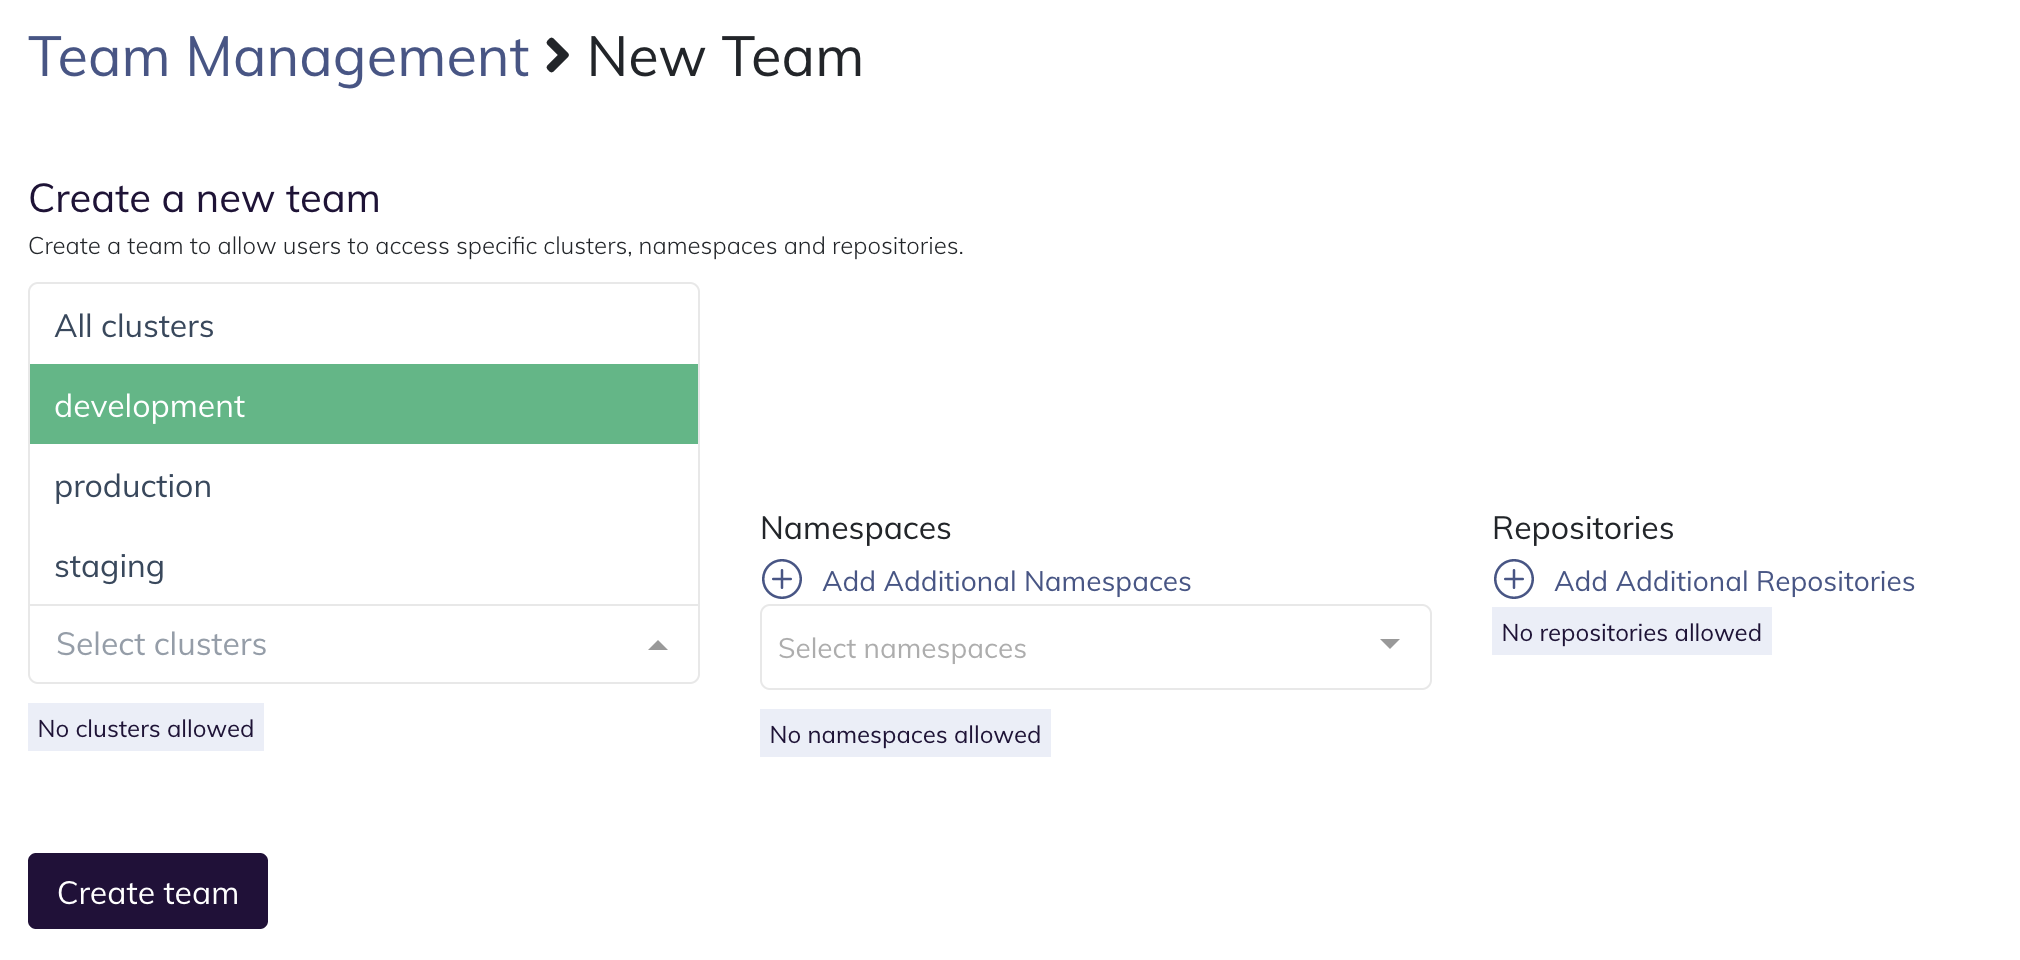 Team Management > New Team
Create a new team
Create a team to allow users to access specific clusters, namespaces and repositories.
All clusters
development
production
staging
Select clusters
No clusters allowed
Namespaces
Add Additional Namespaces
Select namespaces
No namespaces allowed
Repositories
Add Additional Repositories
No repositories allowed
Create team